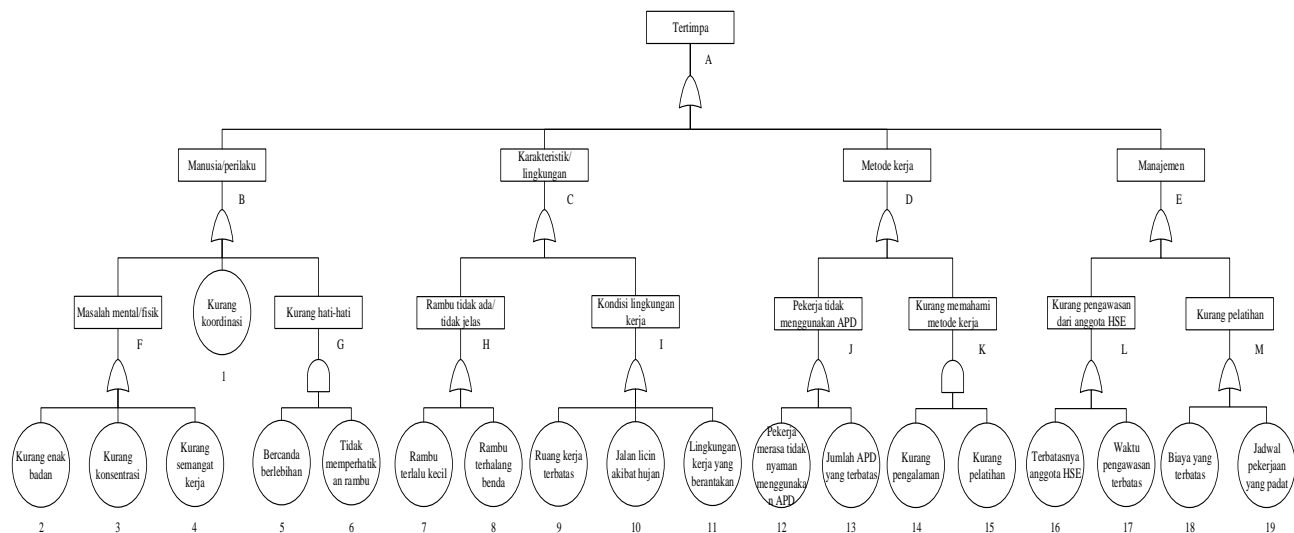 Tertimpa
A
Manusia/perilaku
Karakteristik/
lingkungan
Metode kerja
Manajemen
B
C
D
E
Masalah mental/fisik
Kurang
koordinasi
Kurang hati-hati
Rambu tidak ada/
tidak jelas
Kondisi lingkungan
kerja
Pekerja tidak
menggunakan APD
Kurang memahami
metode kerja
Kurang pengawasan
dari anggota HSE
Kurang pelatihan
F
1
G
H
I
J
K
L
M
Kurang enak
badan
Kurang
konsentrasi
Kurang
semangat
kerja
Bercanda
berlebihan
Tidak
memperhatik
an rambu
Rambu
terlalu kecil
Rambu
terhalang
benda
Ruang kerja
terbatas
Jalan licin
akibat hujan
Lingkungan
kerja yang
berantakan
Pekerja
merasa tidak
nyaman
menggunaka
n APD
Jumlah APD
yang terbatas
Kurang
pengalaman
Kurang
pelatihan
Terbatasnya
anggota HSE
Waktu
pengawasan
terbatas
Biaya yang
terbatas
Jadwal
pekerjaan
yang padat
2
3
4
5
6
7
8
9
10
11
12
13
14
15
16
17
18
19